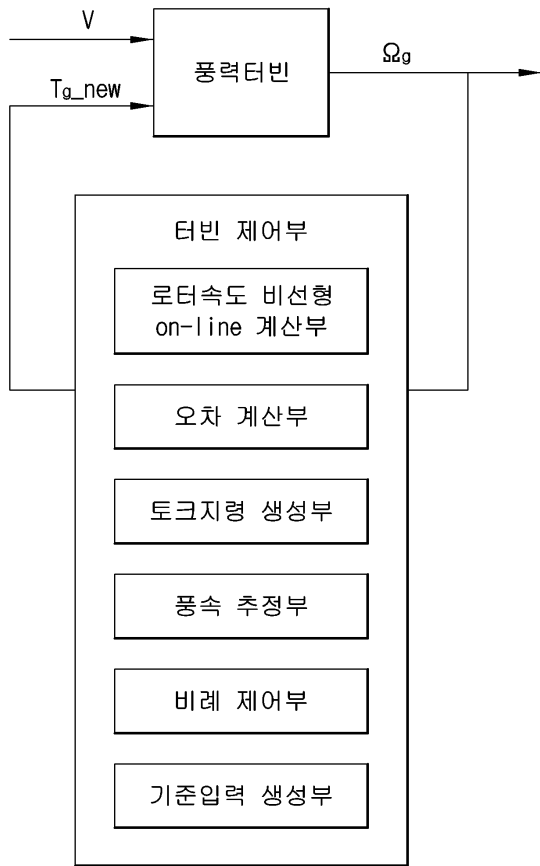 V
Tg_new
풍력터빈
Ωg
터빈 제어부
로터속도 비선형
on-line 계산부
오차 계산부
토크지령 생성부
풍속 추정부
비례 제어부
기준입력 생성부